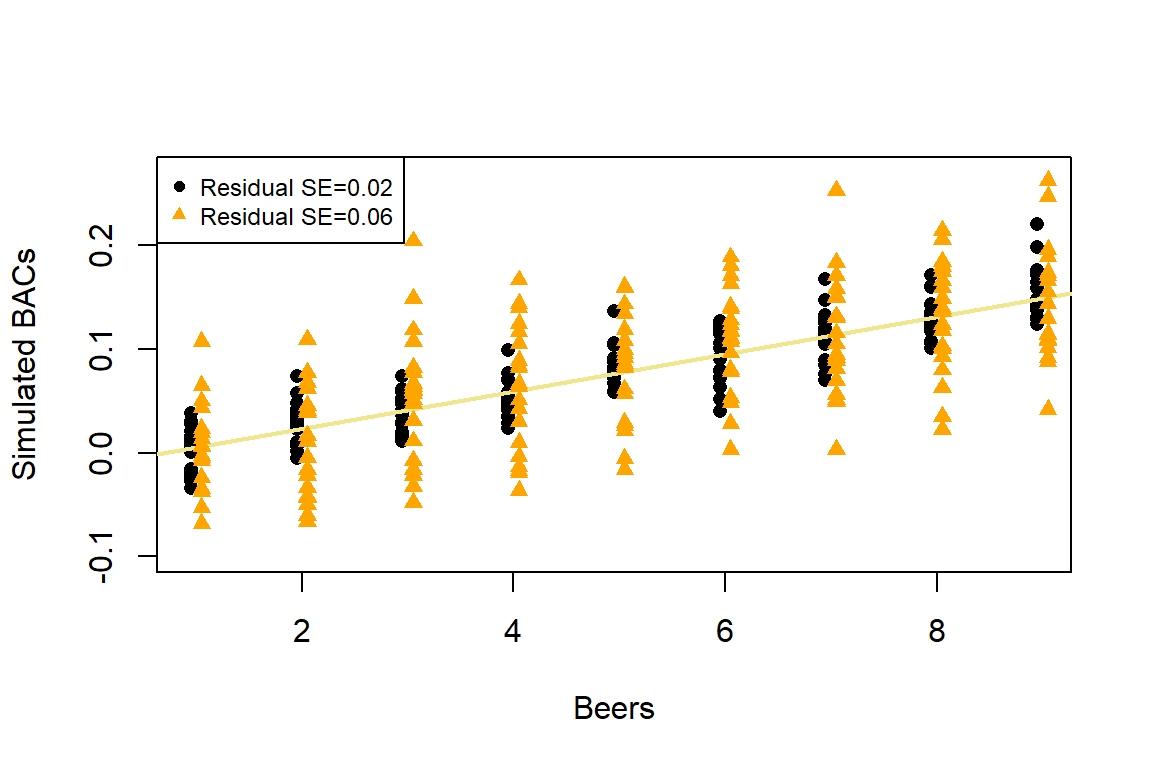 Residual SE=0.02
Residual SE=0.06
Simulated BACs
0.2
0.1
0.0
-0.1
2 4 6 8
Beers